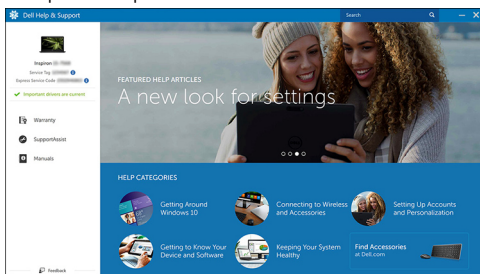 Dell Help & Support
Search
Inspiron
Service Tag
Express Service Code
Important drivers are current
Warranty
SupportAssist
Manuals
Feedback
FEATURED HELP ARTICLES
A new look for settings
HELP CATEGORIES
Getting Around
Windows 10
Connecting to Wireless
and Accessories
Setting Up Accounts
and Personalization
Getting to Know Your
Device and Software
Keeping Your System
Healthy
Find Accessories
at Dell.com